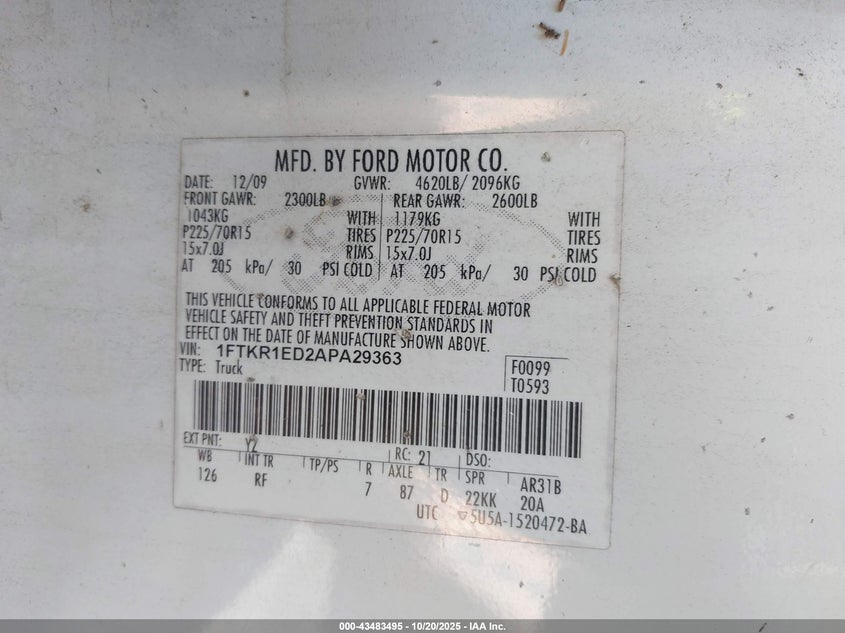 MFD. BY FORD MOTOR CO.
DATE: 12/09 GVWR: 4620LB/ 2096KG
FRONT GAWR: 2300LB REAR GAWR: 2600LB
1043KG WITH 1179KG WITH
P225/70R15 TIRES P225/70R15 TIRES
15x7.0J RIMS 15x7.0J RIMS
AT 205 kPa/ 30 PSI COLD AT 205 kPa/ 30 PSI COLD
THIS VEHICLE CONFORMS TO ALL APPLICABLE FEDERAL MOTOR
VEHICLE SAFETY AND THEFT PREVENTION STANDARDS IN
EFFECT ON THE DATE OF MANUFACTURE SHOWN ABOVE.
VIN: 1FTKR1ED2APA29363
TYPE: Truck
F0099
T0593
EXT PNT: YZ RC: 21 DSO:
WB INT TR TP/PS R AXLE TR SPR AR31B
126 RF 7 87 D 22KK 20A
UTC 5U5A-1520472-BA
000-43483495 - 10/20/2025 - IAA Inc.